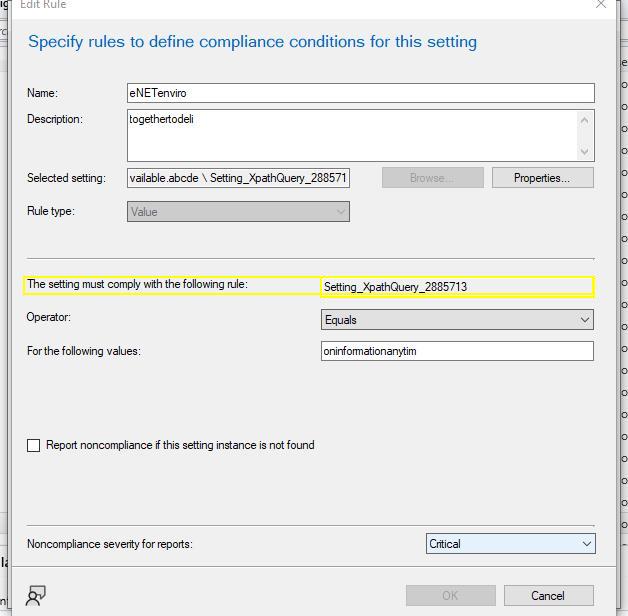 Edit Rule
Specify rules to define compliance conditions for this setting
Name: eNETenviro
Description: togethertodeli
Selected setting: vailable.abcde \ Setting_XpathQuery_288571 Browse... Properties...
Rule type: Value
The setting must comply with the following rule: Setting_XpathQuery_2885713
Operator: Equals
For the following values: oninformationanytim
Report noncompliance if this setting instance is not found
Noncompliance severity for reports: Critical
OK Cancel